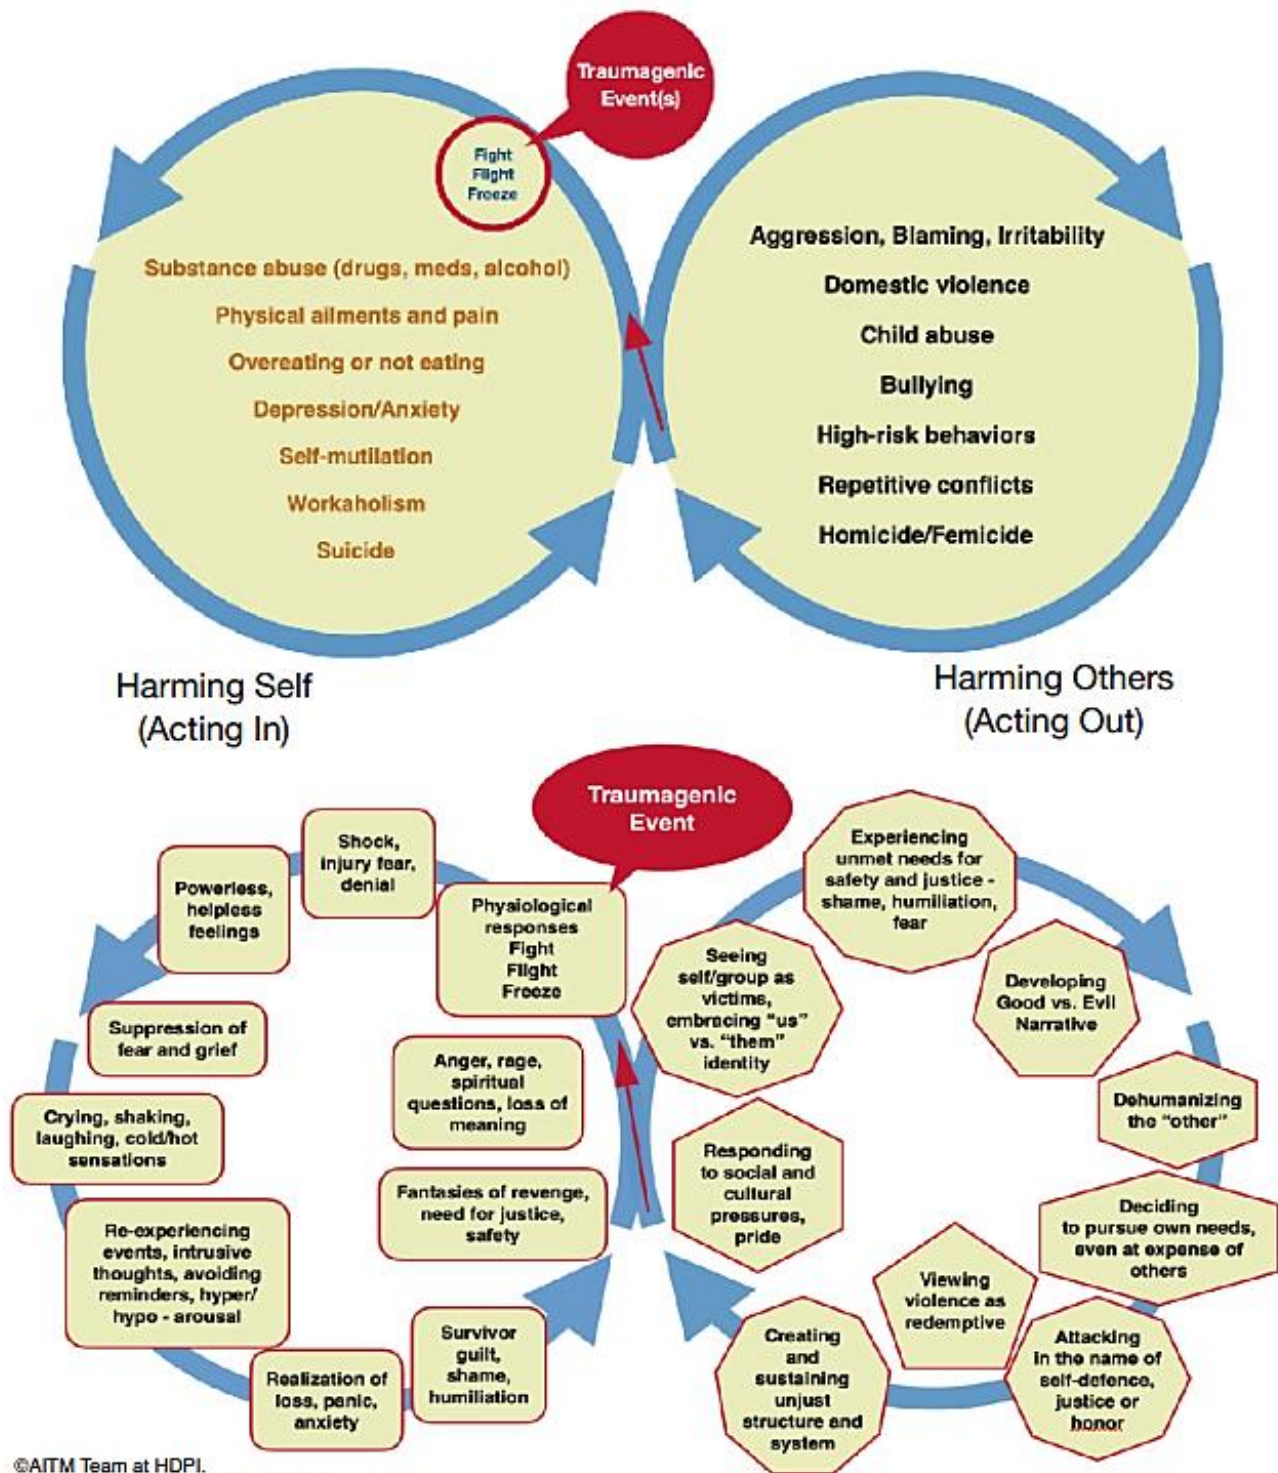 Traumagenic
Event(s)
Fight
Flight
Freeze
Substance abuse (drugs, meds, alcohol)
Physical ailments and pain
Overeating or not eating
Depression/Anxiety
Self-mutilation
Workaholism
Suicide
Aggression, Blaming, Irritability
Domestic violence
Child abuse
Bullying
High-risk behaviors
Repetitive conflicts
Homicide/Femicide
Harming Self
(Acting In)
Harming Others
(Acting Out)
Traumagenic
Event
Physiological
responses
Fight
Flight
Freeze
Shock,
injury fear,
denial
Powerless,
helpless
feelings
Suppression of
fear and grief
Crying, shaking,
laughing, cold/hot
sensations
Re-experiencing
events, intrusive
thoughts, avoiding
reminders, hyper/
hypo - arousal
Realization of
loss, panic,
anxiety
Survivor
guilt,
shame,
humiliation
Fantasies of revenge,
need for justice,
safety
Anger, rage,
spiritual
questions, loss of
meaning
Seeing
self/group as
victims,
embracing “us”
vs. “them”
identity
Experiencing
unmet needs for
safety and justice -
shame, humiliation,
fear
Developing
Good vs. Evil
Narrative
Dehumanizing
the “other”
Deciding
to pursue own needs,
even at expense of
others
Attacking
in the name of
self-defence,
justice or
honor
Viewing
violence as
redemptive
Creating
and
sustaining
unjust
structure and
system
Responding
to social and
cultural
pressures,
pride
©AITM Team at HDPI.